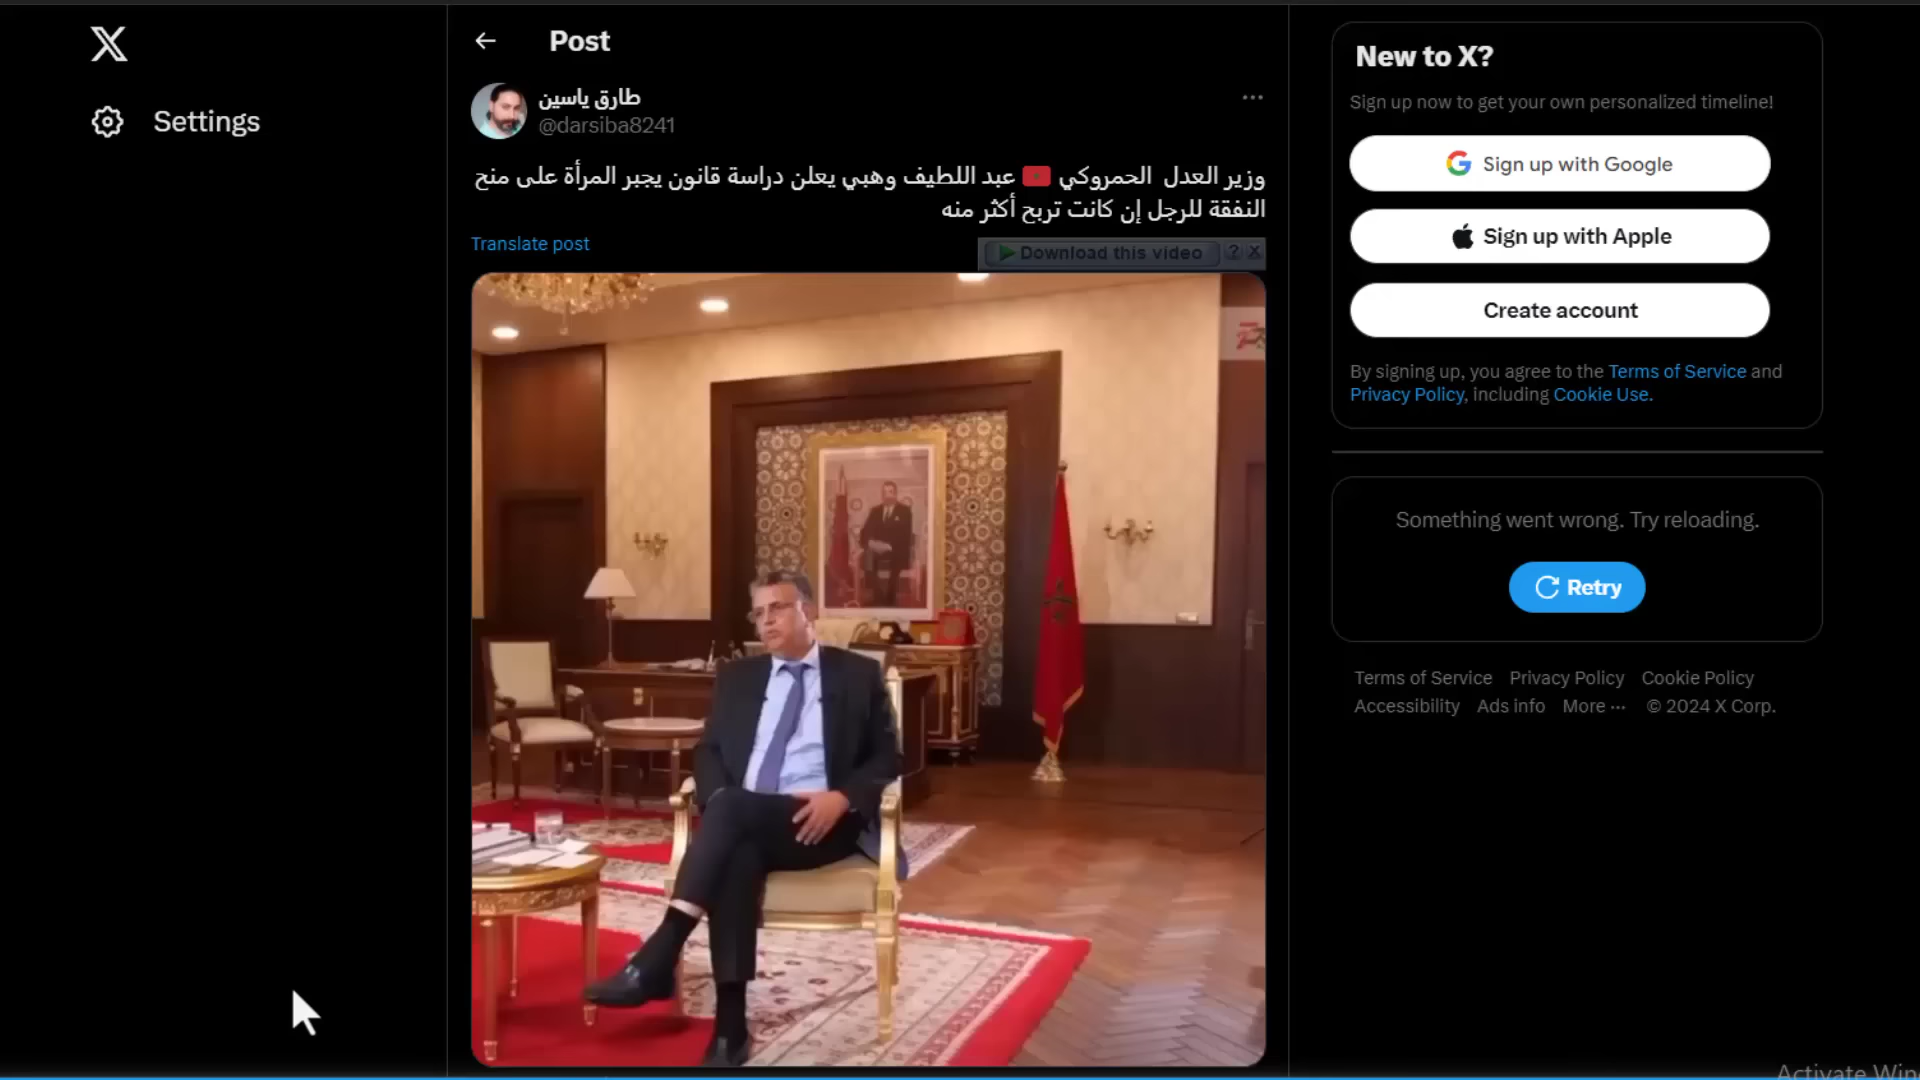 Post
طارق ياسين
@darsiba8241
وزير العدل الحمروكي 🇲🇦 عبد اللطيف وهبي يعلن دراسة قانون يجبر المرأة على منح
النفقة للرجل إن كانت تربح أكثر منه
Translate post
Download this video ? X
Settings
New to X?
Sign up now to get your own personalized timeline!
Sign up with Google
Sign up with Apple
Create account
By signing up, you agree to the Terms of Service and
Privacy Policy, including Cookie Use.
Something went wrong. Try reloading.
Retry
Terms of Service Privacy Policy Cookie Policy
Accessibility Ads info More ··· © 2024 X Corp.
Activate Win